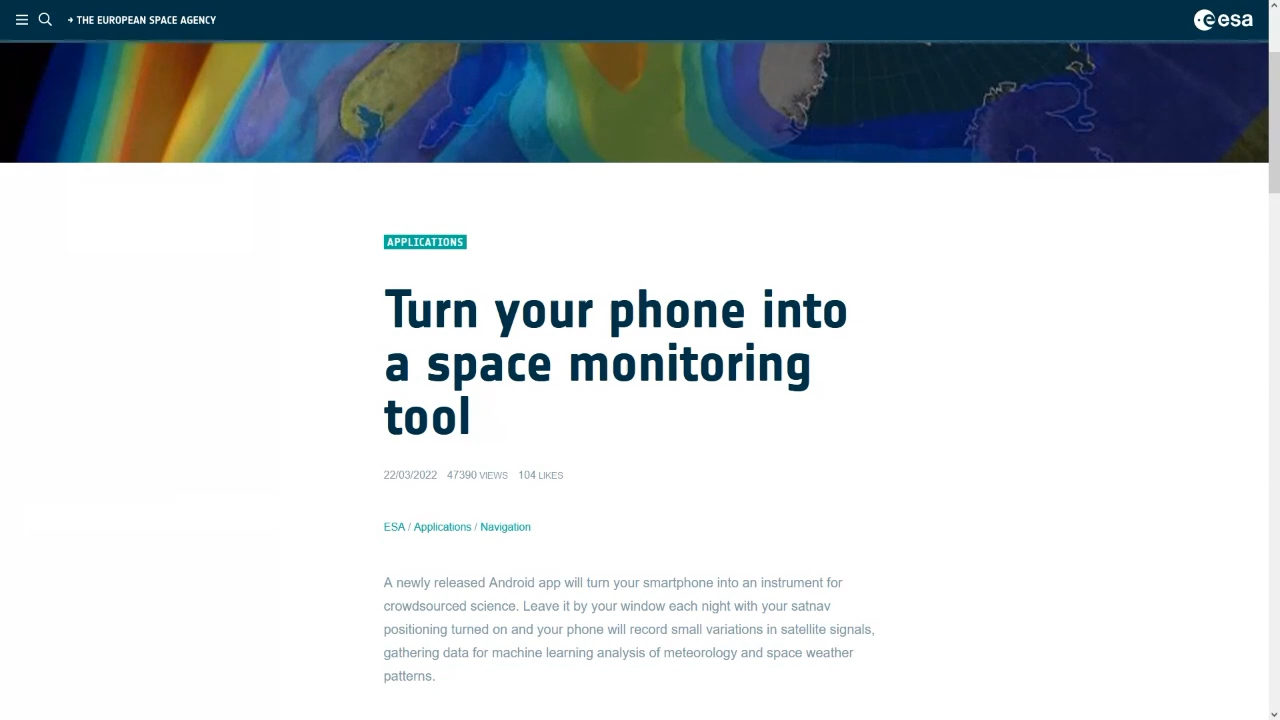 → THE EUROPEAN SPACE AGENCY
esa
APPLICATIONS
Turn your phone into
a space monitoring
tool
22/03/2022 47390 VIEWS 104 LIKES
ESA / Applications / Navigation
A newly released Android app will turn your smartphone into an instrument for
crowdsourced science. Leave it by your window each night with your satnav
positioning turned on and your phone will record small variations in satellite signals,
gathering data for machine learning analysis of meteorology and space weather
patterns.